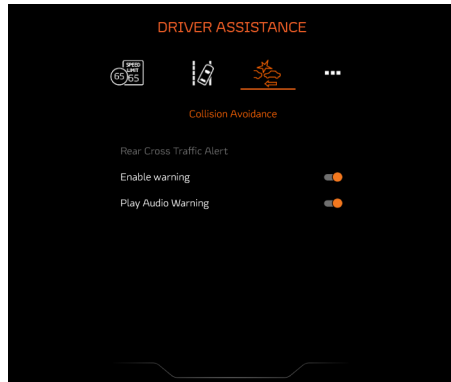 DRIVER ASSISTANCE
SPEED
LIMIT
65 65
Collision Avoidance
Rear Cross Traffic Alert
Enable warning
Play Audio Warning